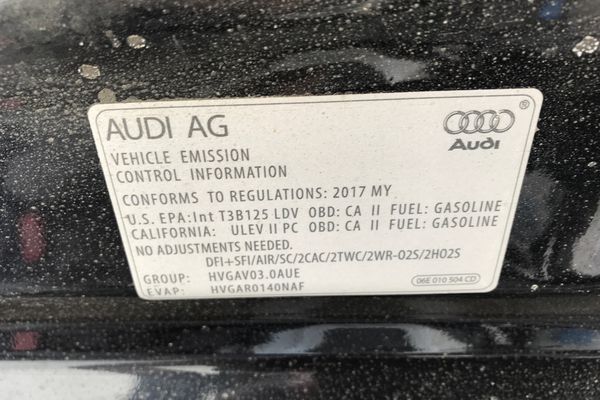 AUDI AG
®
Audi
VEHICLE EMISSION
CONTROL INFORMATION
CONFORMS TO REGULATIONS: 2017 MY
U.S. EPA:Int T3B125 LDV OBD: CA II FUEL: GASOLINE
CALIFORNIA: ULEV II PC OBD: CA II FUEL: GASOLINE
NO ADJUSTMENTS NEEDED.
DFI+SFI/AIR/SC/2CAC/2TWC/2WR-O2S/2HO2S
GROUP: HVGAV03.0AUE
EVAP: HVGAR0140NAF
06E 010 504 CD